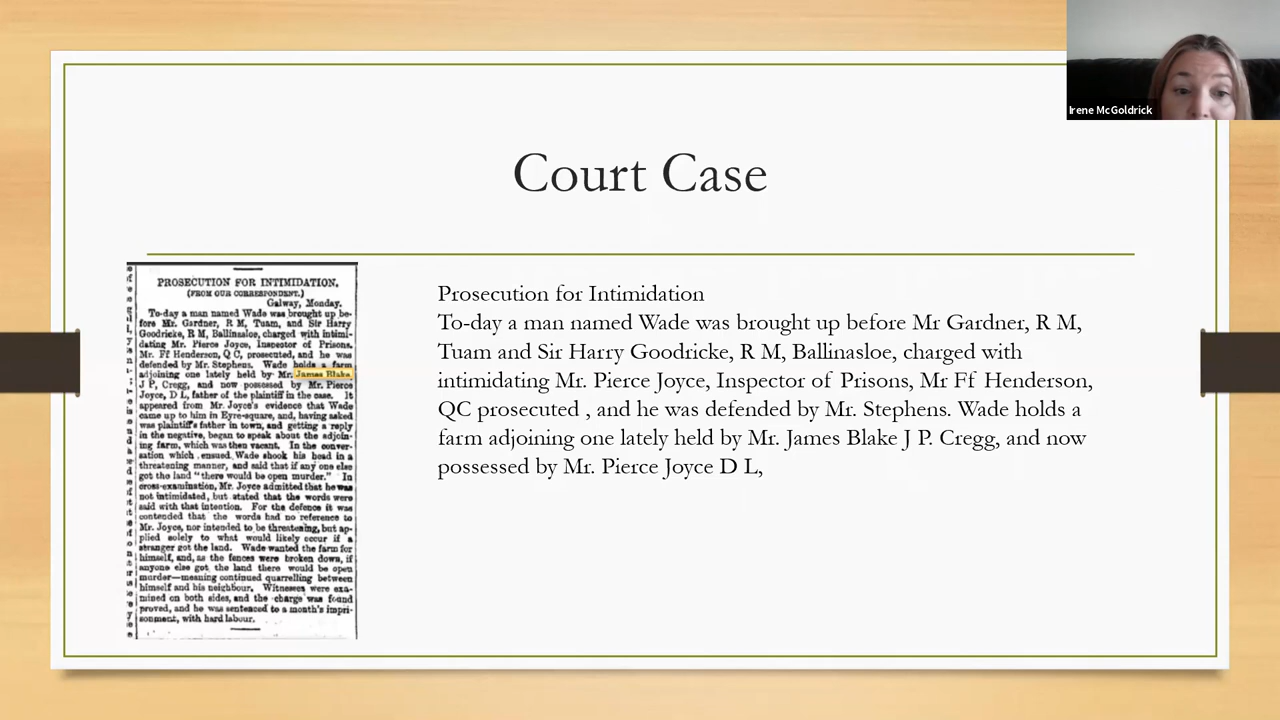 Irene McGoldrick
Court Case
PROSECUTION FOR INTIMIDATION.
(FROM OUR CORRESPONDENT.)
Galway, Monday.
To-day a man named Wade was brought up be-
fore Mr. Gardner, R M, Tuam, and Sir Harry
Goodricke, R M, Ballinasloe, charged with intimi-
dating Mr. Pierce Joyce, Inspector of Prisons.
Mr. Ff Henderson, Q C, prosecuted, and he was
defended by Mr. Stephens. Wade holds a farm
adjoining one lately held by Mr. James Blake,
J P, Cregg, and now possessed by Mr. Pierce
Joyce, D L, father of the plaintiff in the case. It
appeared from Mr. Joyce's evidence that Wade
came up to him in Eyre-square, and, having asked
was plaintiff's father in town, and getting a reply
in the negative, began to speak about the adjoin-
ing farm, which was then vacant. In the conver-
sation which ensued Wade shook his head in a
threatening manner, and said that if any one else
got the land "there would be open murder." In
cross-examination, Mr. Joyce admitted that he was
not intimidated, but stated that the words were
said with that intention. For the defence it was
contended that the words had no reference to
Mr. Joyce, nor intended to be threatening, but ap-
plied solely to what would likely occur if a
stranger got the land. Wade wanted the farm for
himself, and, as the fences were broken down, if
anyone else got the land there would be open
murder—meaning continued quarrelling between
himself and his neighbour. Witnesses were exa-
mined on both sides, and the charge was found
proved, and he was sentenced to a month's impri-
sonment, with hard labour.
Prosecution for Intimidation
To-day a man named Wade was brought up before Mr Gardner, R M,
Tuam and Sir Harry Goodricke, R M, Ballinasloe, charged with
intimidating Mr. Pierce Joyce, Inspector of Prisons, Mr Ff Henderson,
QC prosecuted , and he was defended by Mr. Stephens. Wade holds a
farm adjoining one lately held by Mr. James Blake J P. Cregg, and now
possessed by Mr. Pierce Joyce D L,